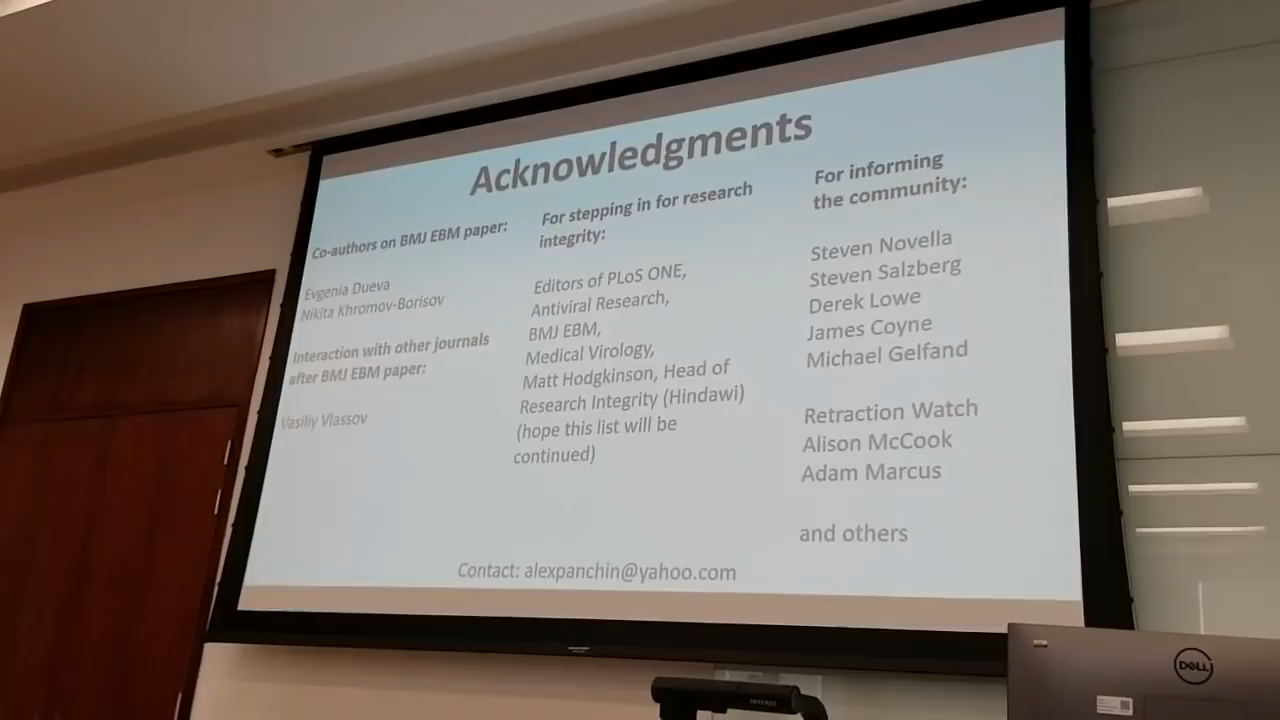 Acknowledgments
Co-authors on BMJ EBM paper:
Evgenia Dueva
Nikita Khromov-Borisov
Interaction with other journals
after BMJ EBM paper:
Vasiliy Vlassov
For stepping in for research
integrity:
Editors of PLoS ONE,
Antiviral Research,
BMJ EBM,
Medical Virology,
Matt Hodgkinson, Head of
Research Integrity (Hindawi)
(hope this list will be
continued)
For informing
the community:
Steven Novella
Steven Salzberg
Derek Lowe
James Coyne
Michael Gelfand
Retraction Watch
Alison McCook
Adam Marcus
and others
Contact: alexpanchin@yahoo.com
DELL